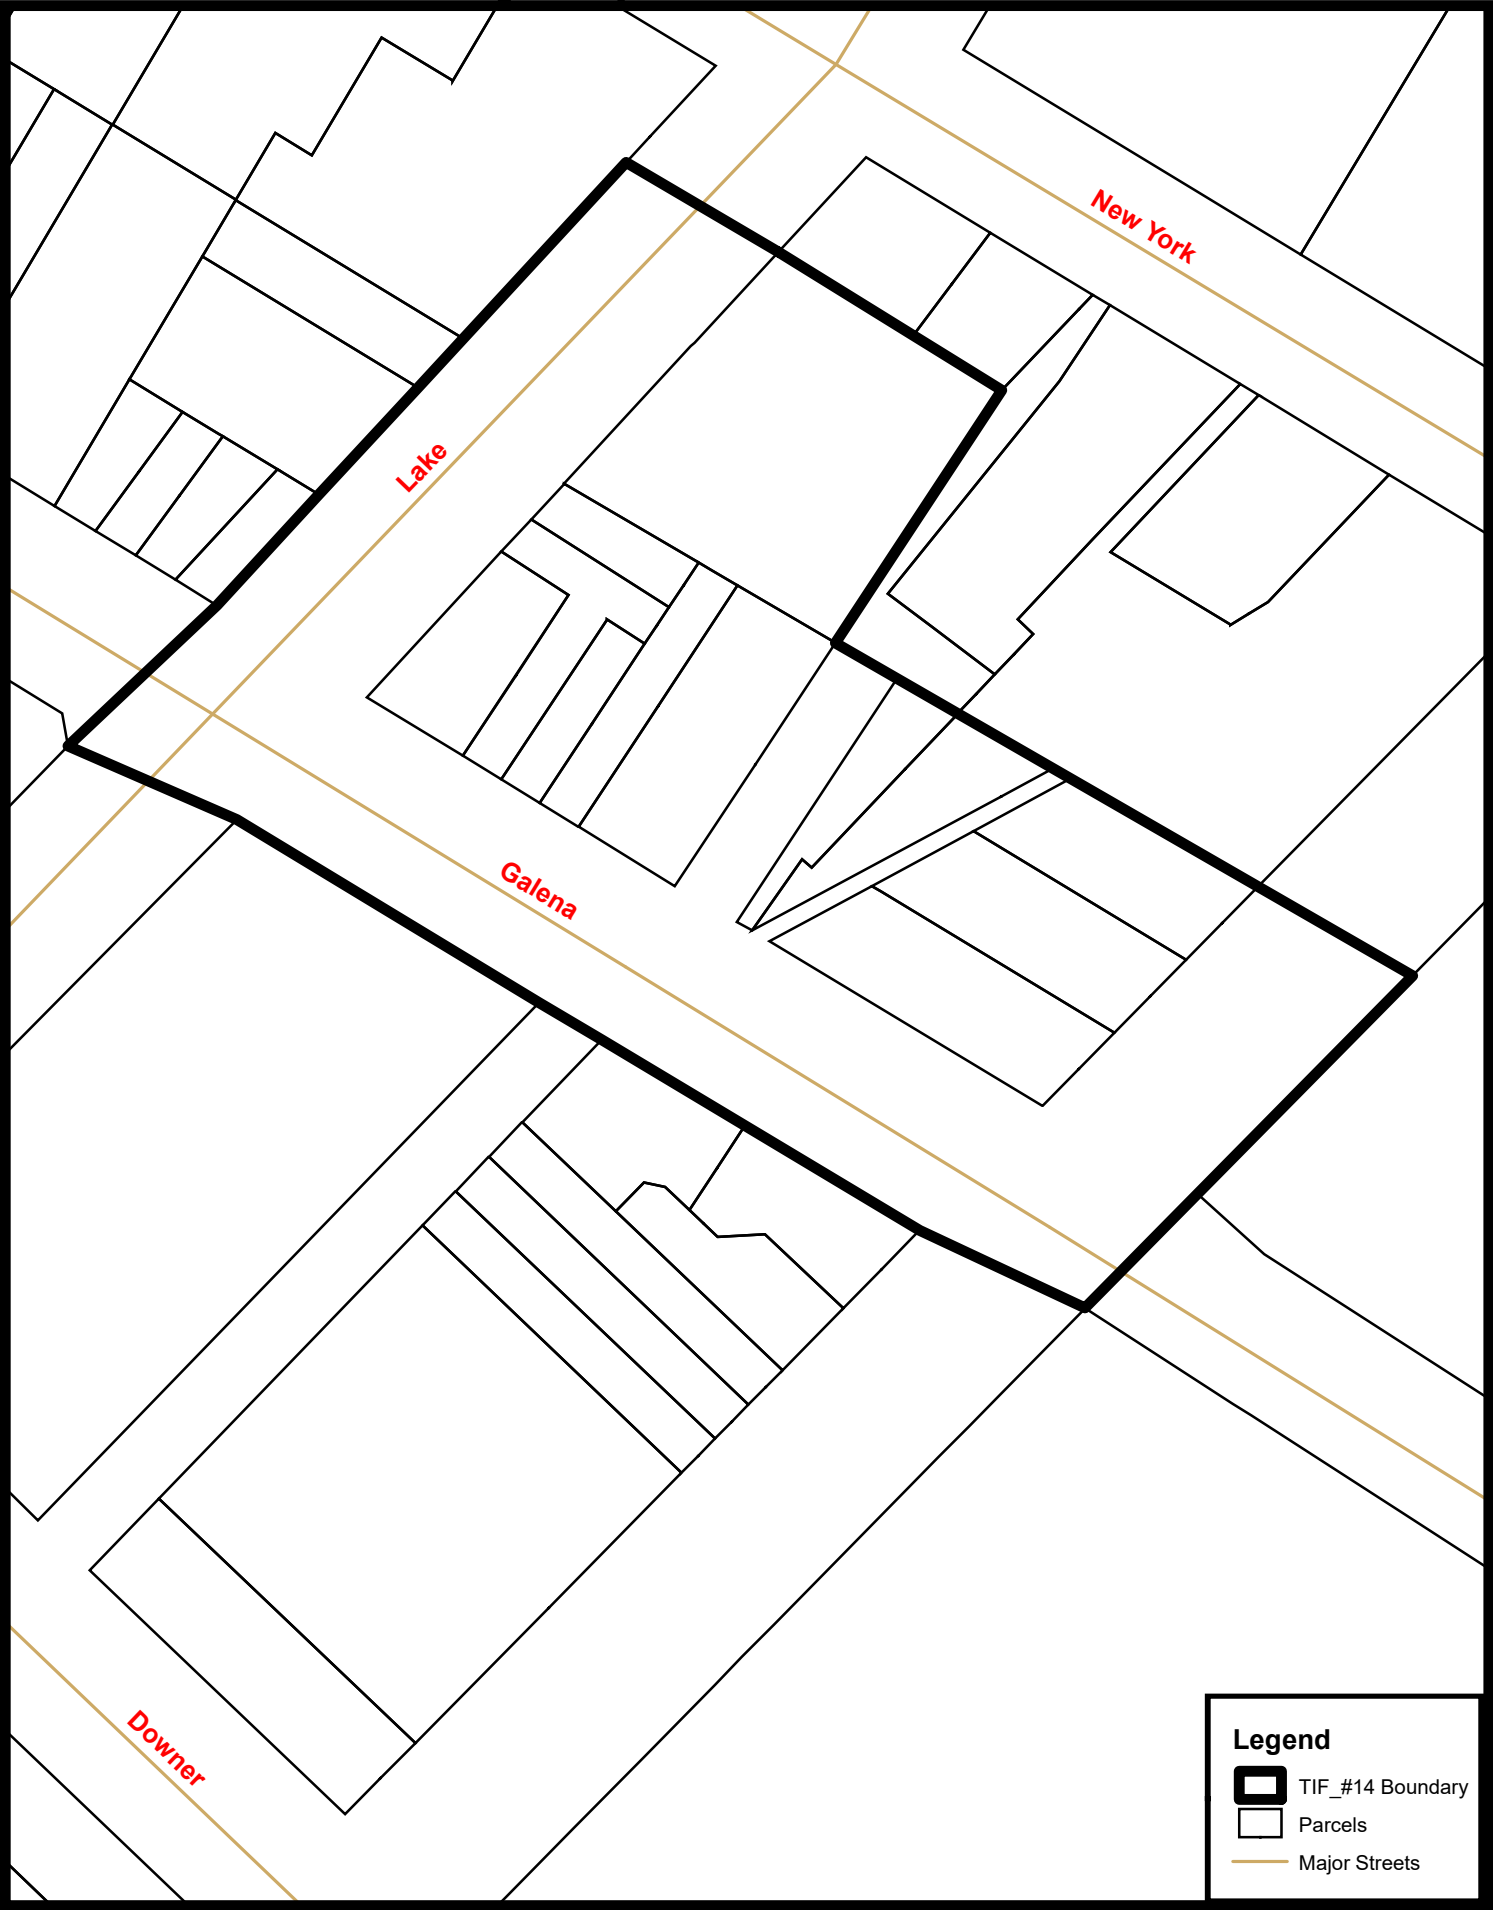 New York
Lake
Galena
Downer
Legend
TIF_#14 Boundary
Parcels
Major Streets